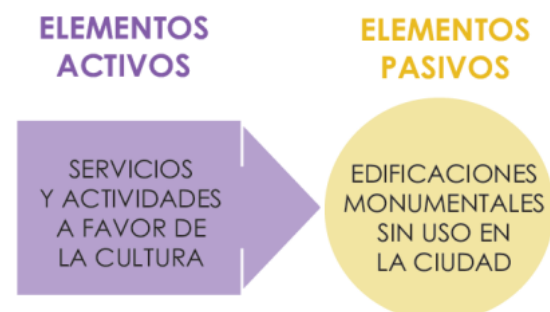 ELEMENTOS
ACTIVOS
ELEMENTOS
PASIVOS
SERVICIOS
Y ACTIVIDADES
A FAVOR DE
LA CULTURA
EDIFICACIONES
MONUMENTALES
SIN USO EN
LA CIUDAD